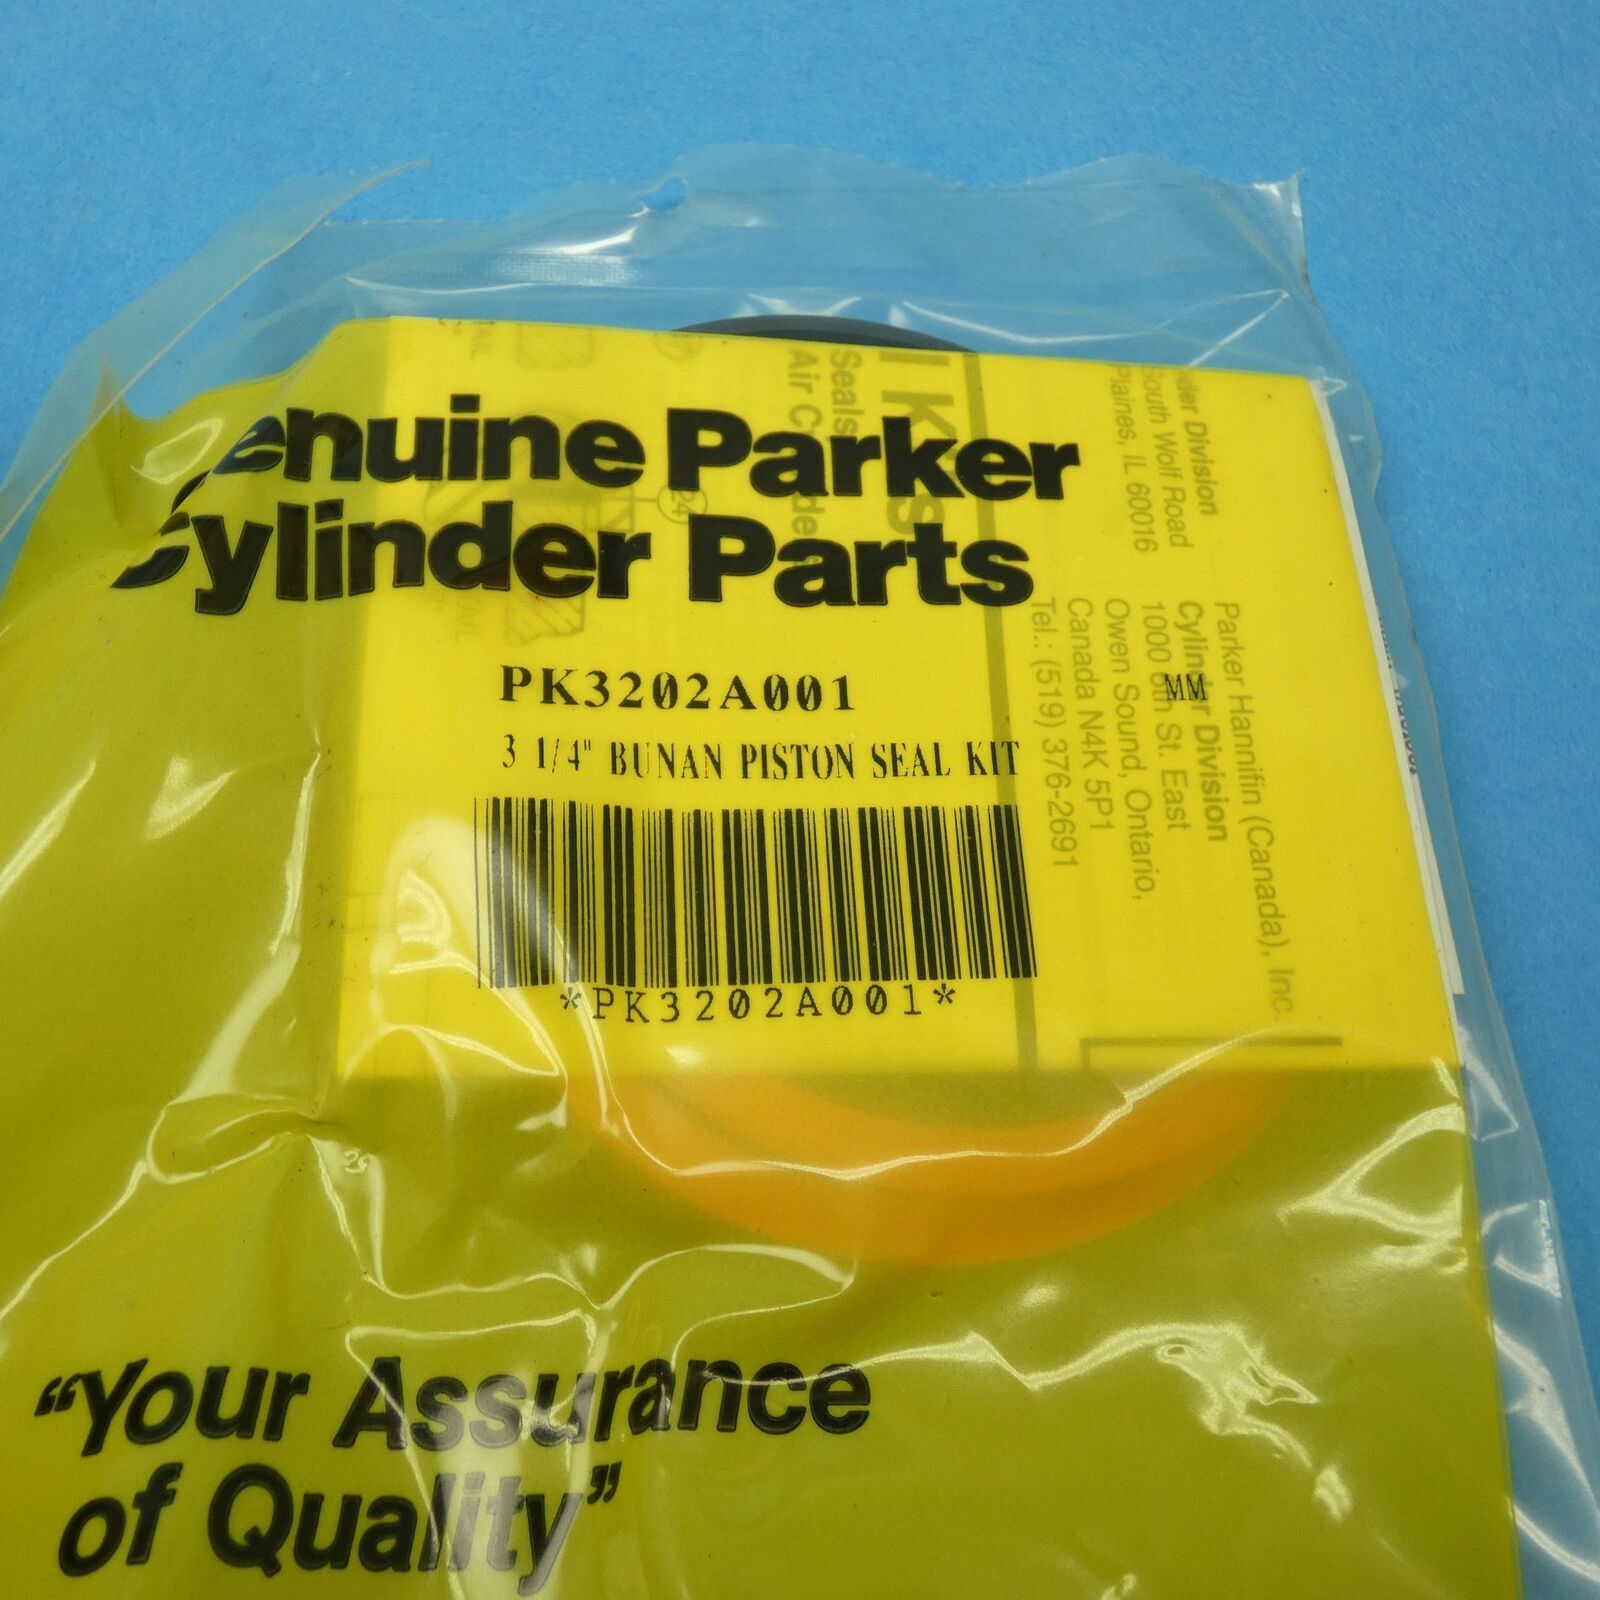 enuine Parker
Cylinder Parts
PK3202A001
MM
3 1/4" BUNAN PISTON SEAL KIT
*PK3202A001*
"Your Assurance
of Quality"
Seals
Air
24
der Division
South Wolf Road
Plaines, IL 60016
Parker Hannifin (Canada), Inc
Cylinder Division
1000 6th St. East
Owen Sound, Ontario,
Canada N4K 5P1
Tel.: (519) 376-2691